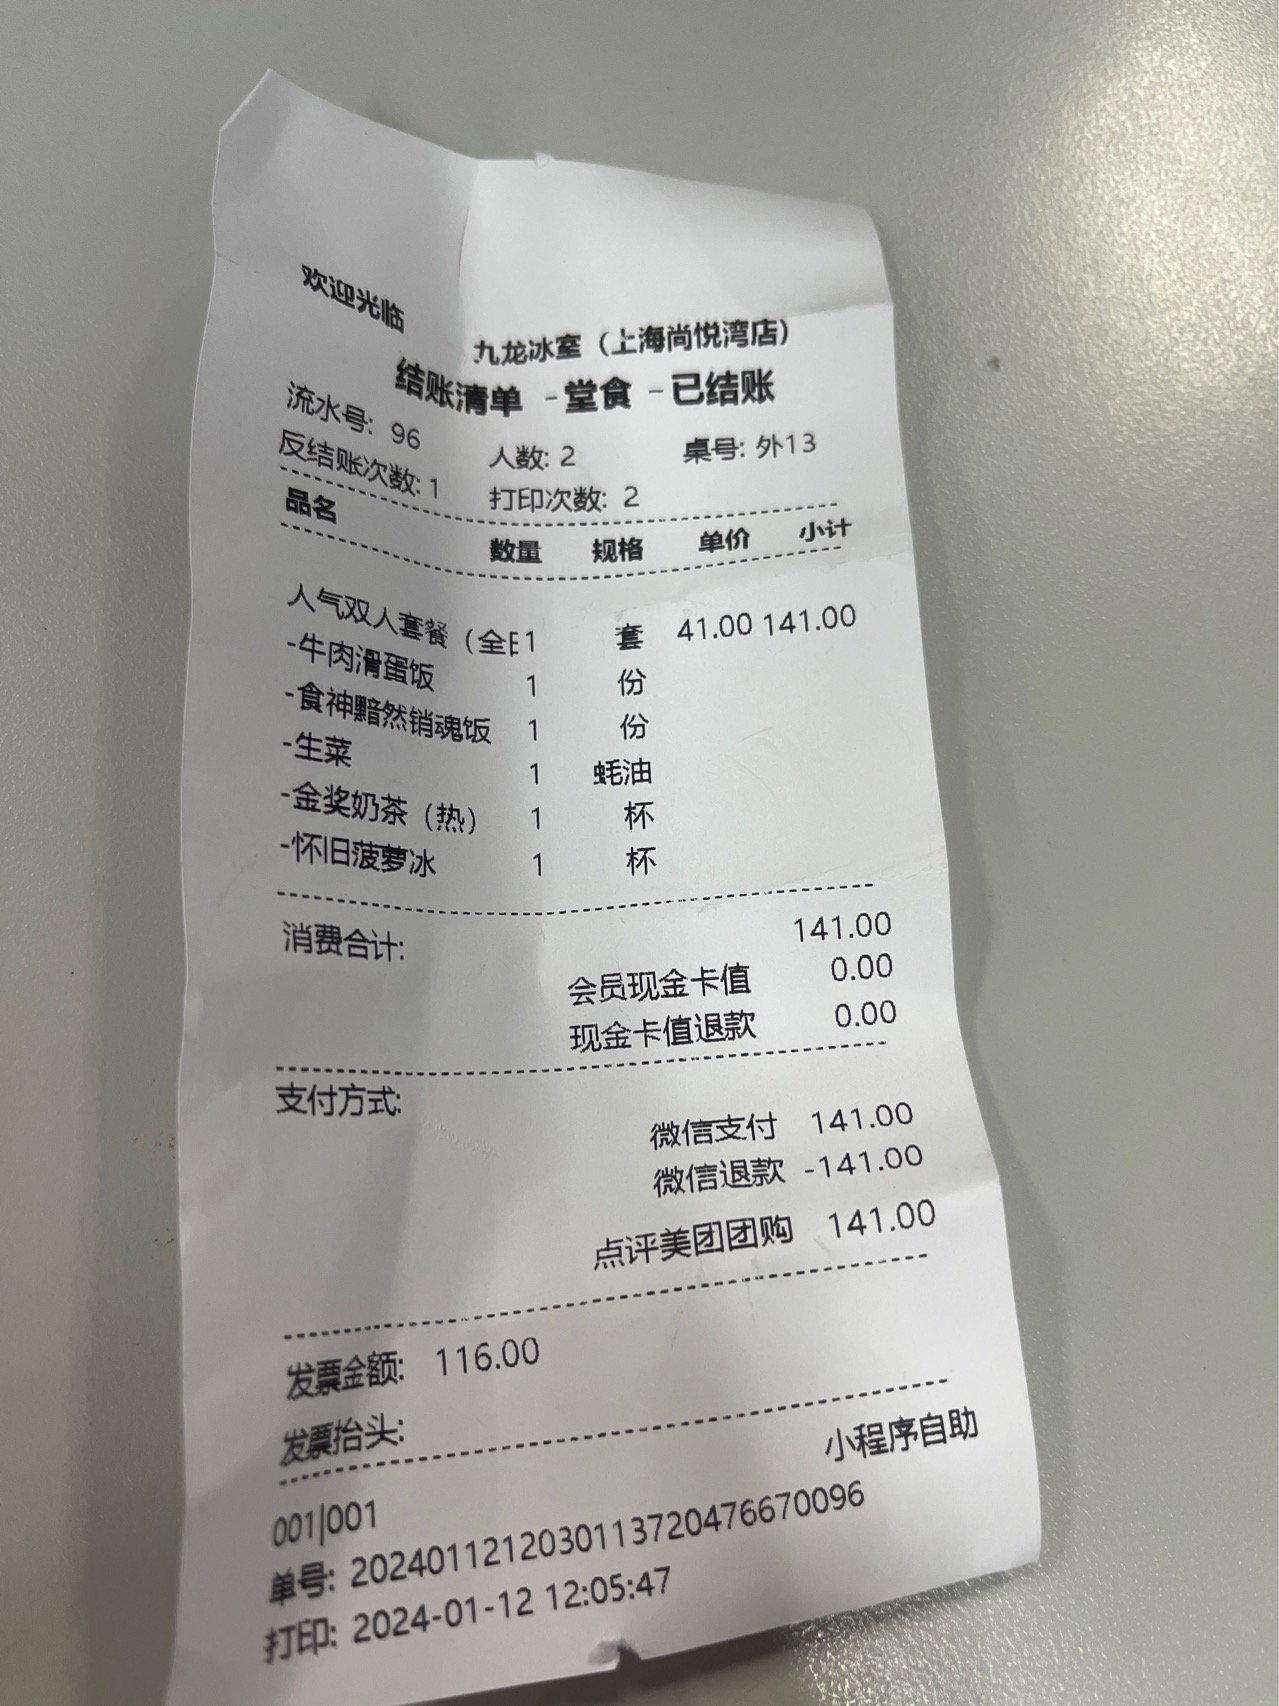 欢迎光临
九龙冰室（上海尚悦湾店）
结账清单 -堂食 -已结账
流水号: 96 人数: 2 桌号: 外13
反结账次数: 1 打印次数: 2
品名 数量 规格 单价 小计
人气双人套餐（全日1 套 41.00 141.00
-牛肉滑蛋饭 1 份
-食神黯然销魂饭 1 份
-生菜 1 蚝油
-金奖奶茶（热） 1 杯
-怀旧菠萝冰 1 杯
消费合计: 141.00
会员现金卡值 0.00
现金卡值退款 0.00
支付方式:
微信支付 141.00
微信退款 -141.00
点评美团团购 141.00
发票金额: 116.00
发票抬头:
小程序自助
001|001
单号: 2024011212030113720476670096
打印: 2024-01-12 12:05:47